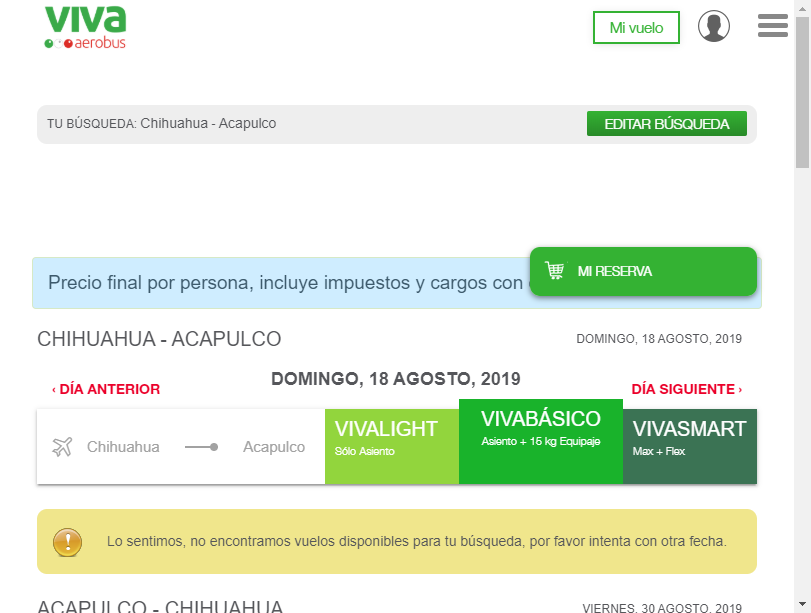 VIVA
aerobus
Mi vuelo
TU BÚSQUEDA: Chihuahua - Acapulco
EDITAR BÚSQUEDA
Precio final por persona, incluye impuestos y cargos con
MI RESERVA
CHIHUAHUA - ACAPULCO
DOMINGO, 18 AGOSTO, 2019
DOMINGO, 18 AGOSTO, 2019
‹ DÍA ANTERIOR
DÍA SIGUIENTE ›
Chihuahua
Acapulco
VIVALIGHT
Sólo Asiento
VIVABÁSICO
Asiento + 15 kg Equipaje
VIVASMART
Max + Flex
Lo sentimos, no encontramos vuelos disponibles para tu búsqueda, por favor intenta con otra fecha.
ACAPULCO - CHIHUAHUA
VIERNES, 30 AGOSTO, 2019